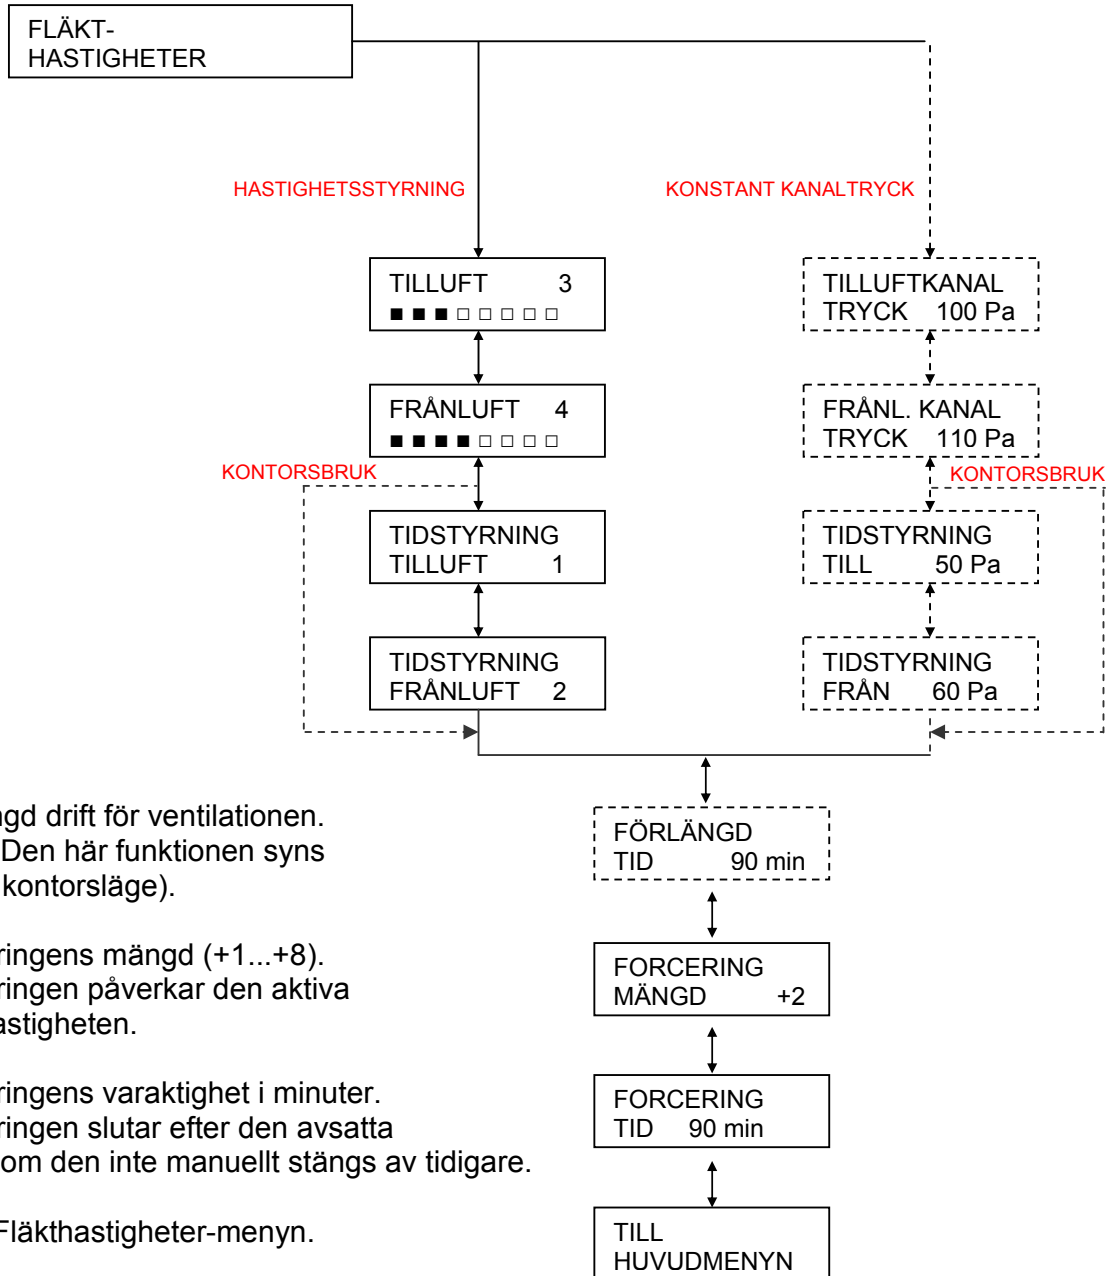 FLÄKT-
HASTIGHETER
HASTIGHETSSTYRNING
KONSTANT KANALTRYCK
TILLUFT 3
■ ■ ■ □ □ □ □ □
TILLUFTKANAL
TRYCK 100 Pa
FRÅNLUFT 4
■ ■ ■ ■ □ □ □ □
FRÅNL. KANAL
TRYCK 110 Pa
KONTORSBRUK
KONTORSBRUK
TIDSTYRNING
TILLUFT 1
TIDSTYRNING
TILL 50 Pa
TIDSTYRNING
FRÅNLUFT 2
TIDSTYRNING
FRÅN 60 Pa
gd drift för ventilationen.
Den här funktionen syns
kontorsläge).
FÖRLÄNGD
TID 90 min
ringens mängd (+1...+8).
ringen påverkar den aktiva
astigheten.
FORCERING
MÄNGD +2
ringens varaktighet i minuter.
ringen slutar efter den avsatta
om den inte manuellt stängs av tidigare.
FORCERING
TID 90 min
Fläkthastigheter-menyn.
TILL
HUVUDMENYN